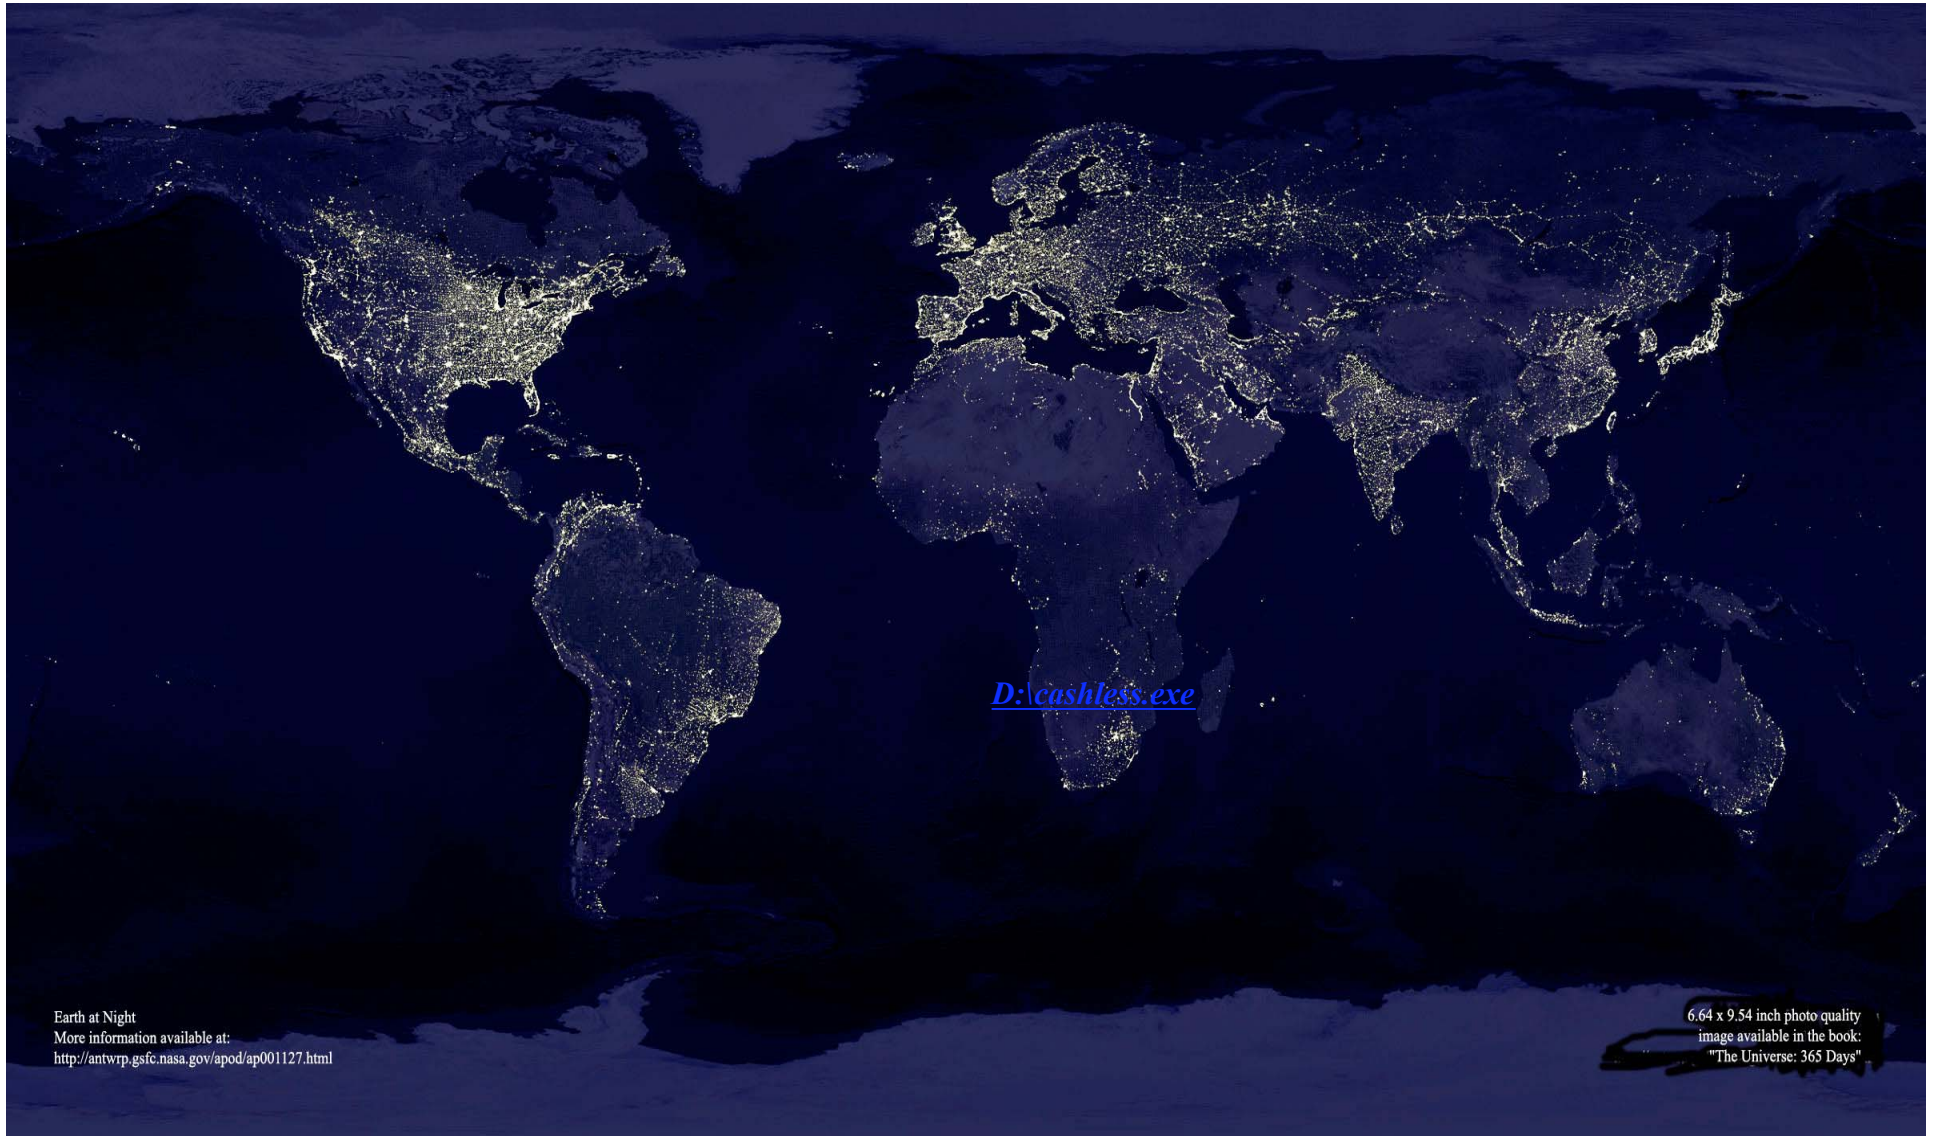 D:\cashless.exe
Earth at Night
More information available at:
http://antwrp.gsfc.nasa.gov/apod/ap001127.html
6.64 x 9.54 inch photo quality
image available in the book:
"The Universe: 365 Days"